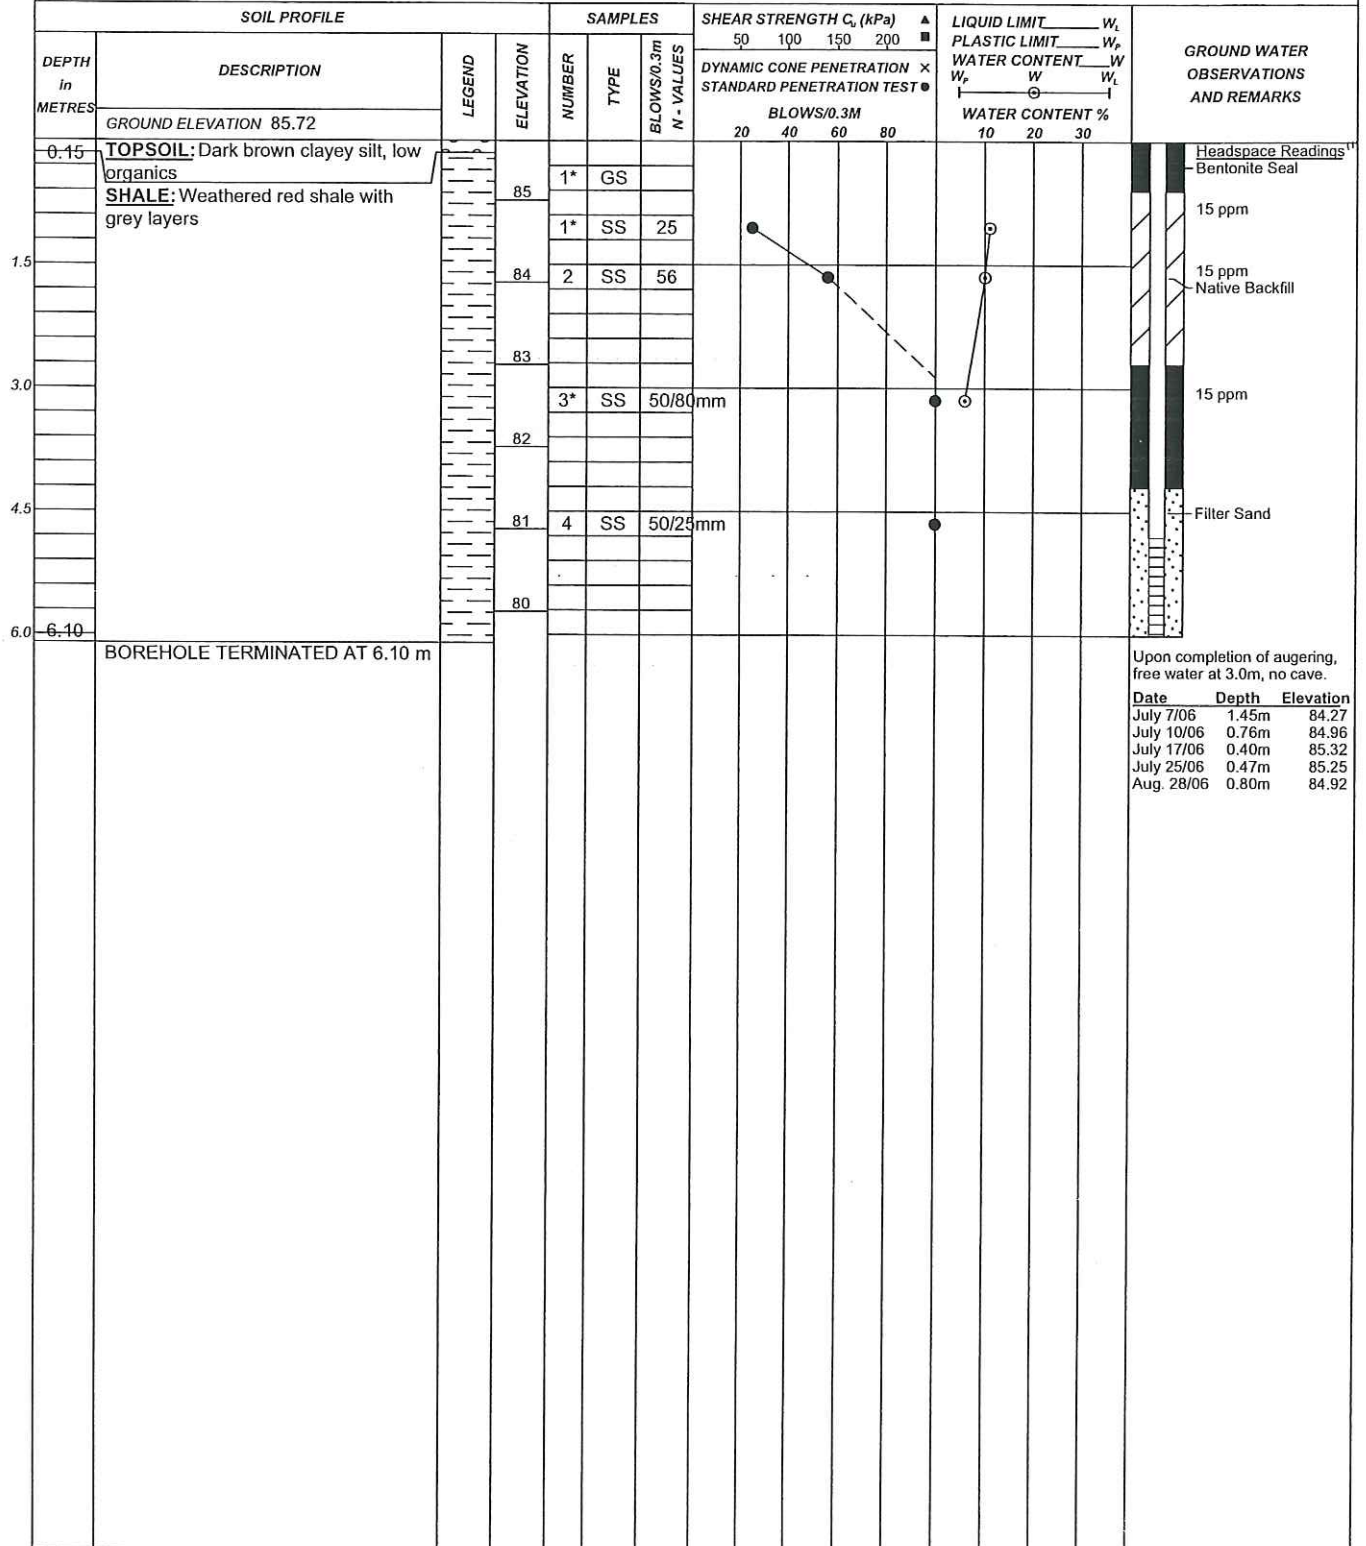 SOIL PROFILE
SAMPLES
SHEAR STRENGTH Cu (kPa) ▲
50 100 150 200 ■
DYNAMIC CONE PENETRATION ×
STANDARD PENETRATION TEST ●
BLOWS/0.3M
20 40 60 80
LIQUID LIMIT______ WL
PLASTIC LIMIT_____ WP
WATER CONTENT____W
WP W WL
WATER CONTENT %
10 20 30
GROUND WATER
OBSERVATIONS
AND REMARKS
DEPTH
in
METRES
DESCRIPTION
GROUND ELEVATION 85.72
LEGEND
ELEVATION
NUMBER
TYPE
BLOWS/0.3m
N - VALUES
0.15
TOPSOIL: Dark brown clayey silt, low
organics
SHALE: Weathered red shale with
grey layers
1* GS
85
1* SS 25
1.5
84
2 SS 56
83
3.0
3* SS 50/80mm
82
4.5
81
4 SS 50/25mm
80
6.0
6.10
BOREHOLE TERMINATED AT 6.10 m
Headspace Readings(1)
Bentonite Seal
15 ppm
15 ppm
Native Backfill
15 ppm
Filter Sand
Upon completion of augering,
free water at 3.0m, no cave.
Date Depth Elevation
July 7/06 1.45m 84.27
July 10/06 0.76m 84.96
July 17/06 0.40m 85.32
July 25/06 0.47m 85.25
Aug. 28/06 0.80m 84.92